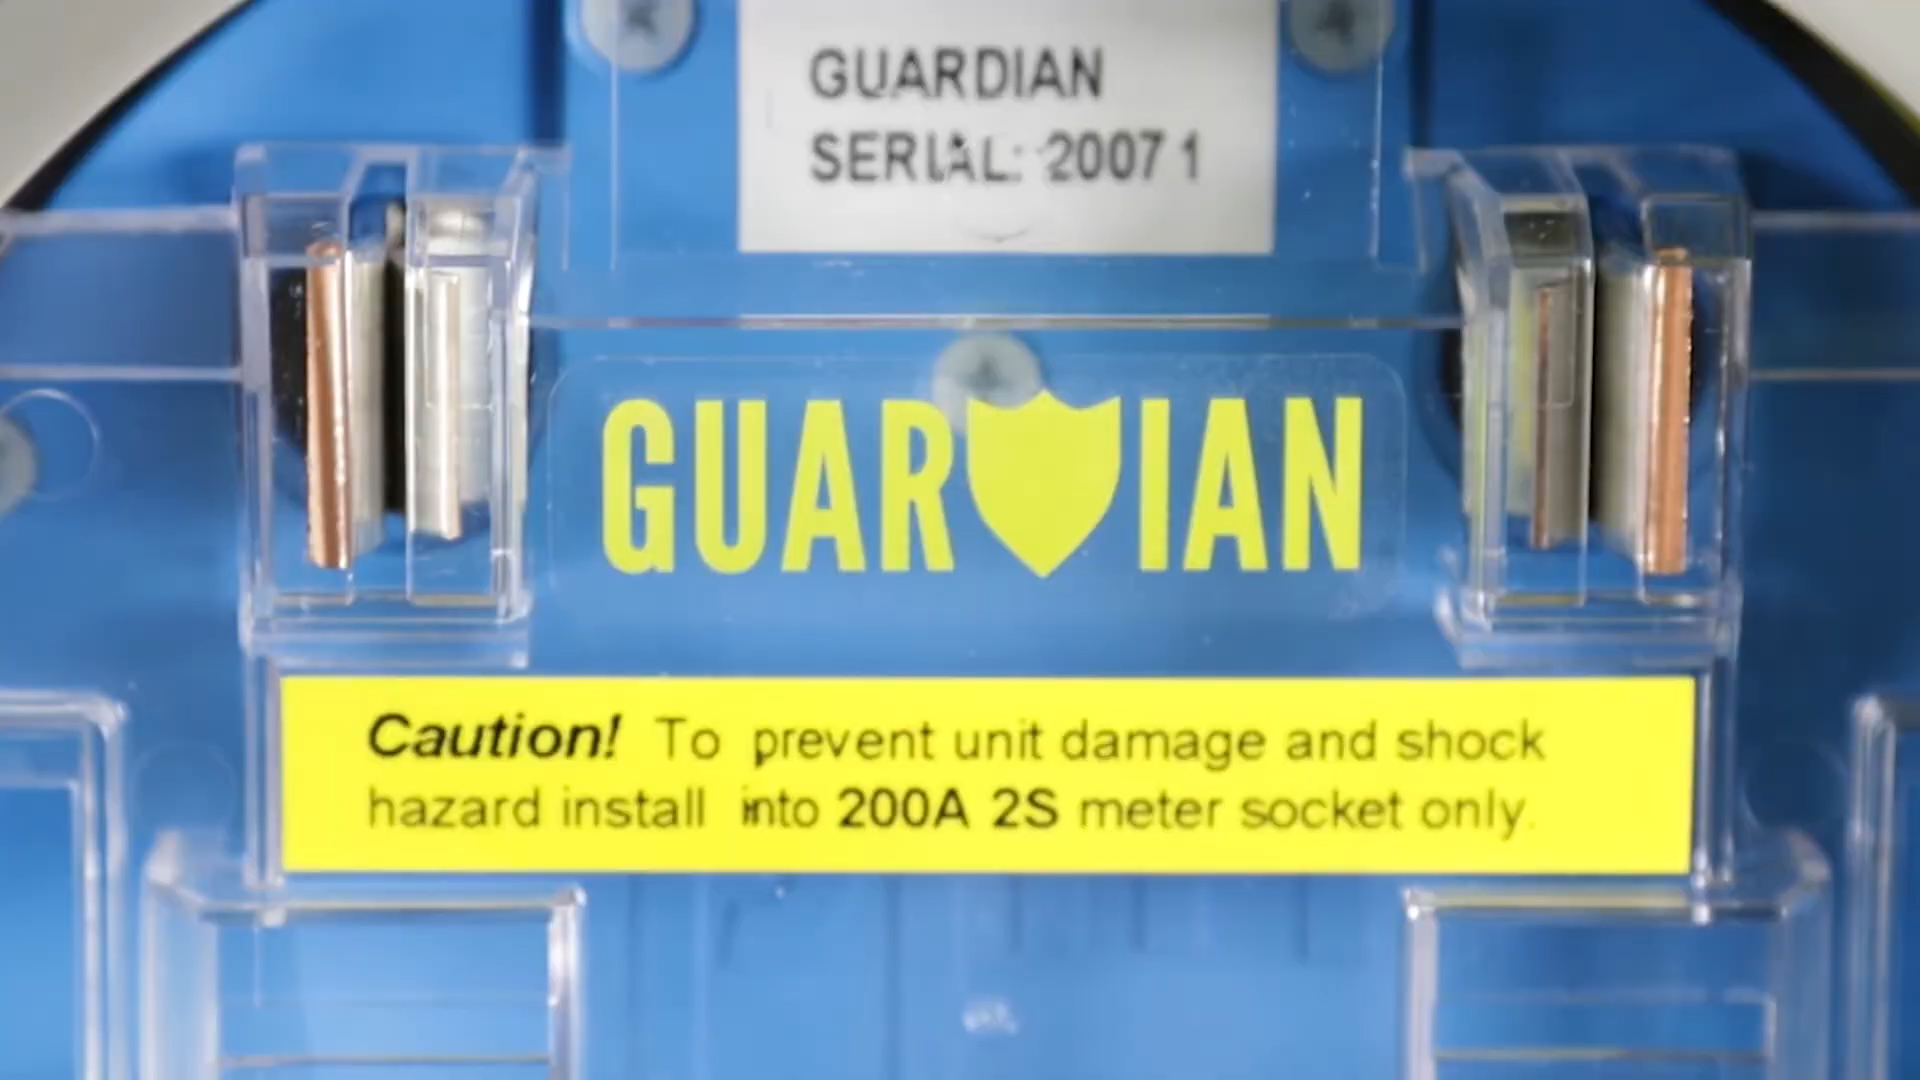 GUARDIAN
SERIAL: 20071
GUARDIAN
Caution! To prevent unit damage and shock
hazard install into 200A 2S meter socket only.